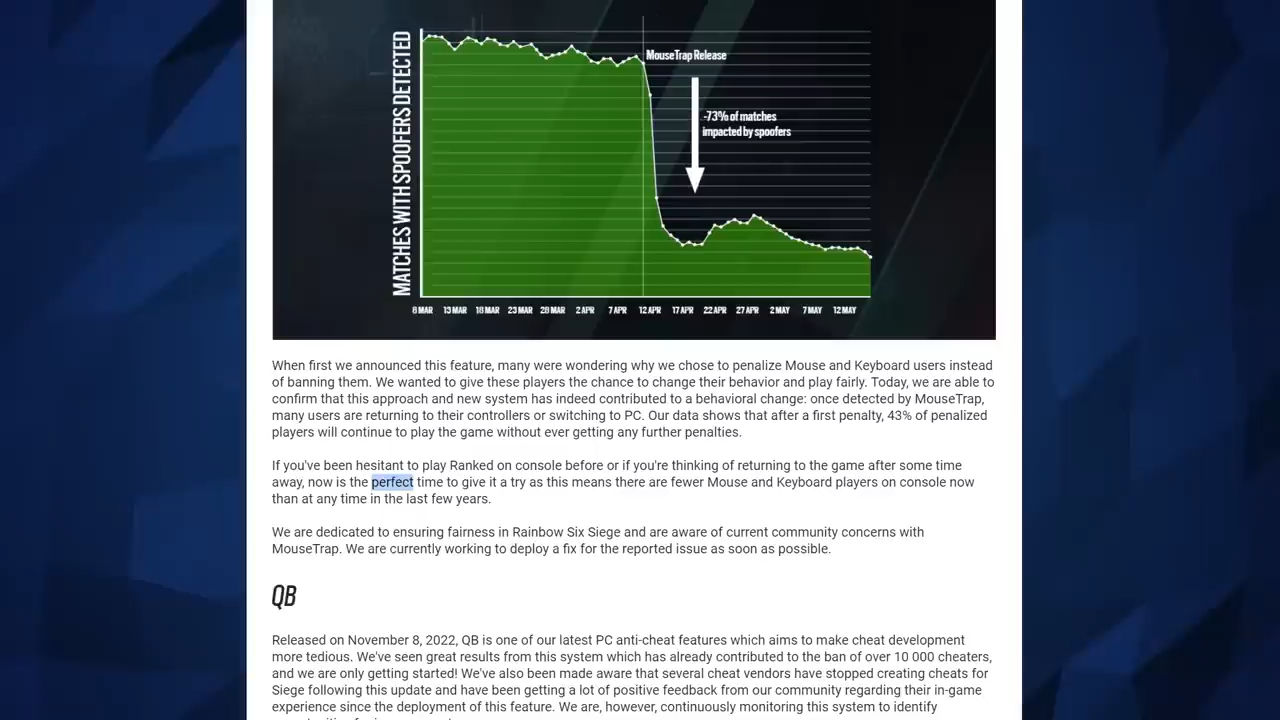 MATCHES WITH SPOOFERS DETECTED
MouseTrap Release
-73% of matches
impacted by spoofers
8 MAR 13 MAR 18 MAR 23 MAR 28 MAR 2 APR 7 APR 12 APR 17 APR 22 APR 27 APR 2 MAY 7 MAY 12 MAY
When first we announced this feature, many were wondering why we chose to penalize Mouse and Keyboard users instead
of banning them. We wanted to give these players the chance to change their behavior and play fairly. Today, we are able to
confirm that this approach and new system has indeed contributed to a behavioral change: once detected by MouseTrap,
many users are returning to their controllers or switching to PC. Our data shows that after a first penalty, 43% of penalized
players will continue to play the game without ever getting any further penalties.
If you've been hesitant to play Ranked on console before or if you're thinking of returning to the game after some time
away, now is the perfect time to give it a try as this means there are fewer Mouse and Keyboard players on console now
than at any time in the last few years.
We are dedicated to ensuring fairness in Rainbow Six Siege and are aware of current community concerns with
MouseTrap. We are currently working to deploy a fix for the reported issue as soon as possible.
QB
Released on November 8, 2022, QB is one of our latest PC anti-cheat features which aims to make cheat development
more tedious. We've seen great results from this system which has already contributed to the ban of over 10 000 cheaters,
and we are only getting started! We've also been made aware that several cheat vendors have stopped creating cheats for
Siege following this update and have been getting a lot of positive feedback from our community regarding their in-game
experience since the deployment of this feature. We are, however, continuously monitoring this system to identify